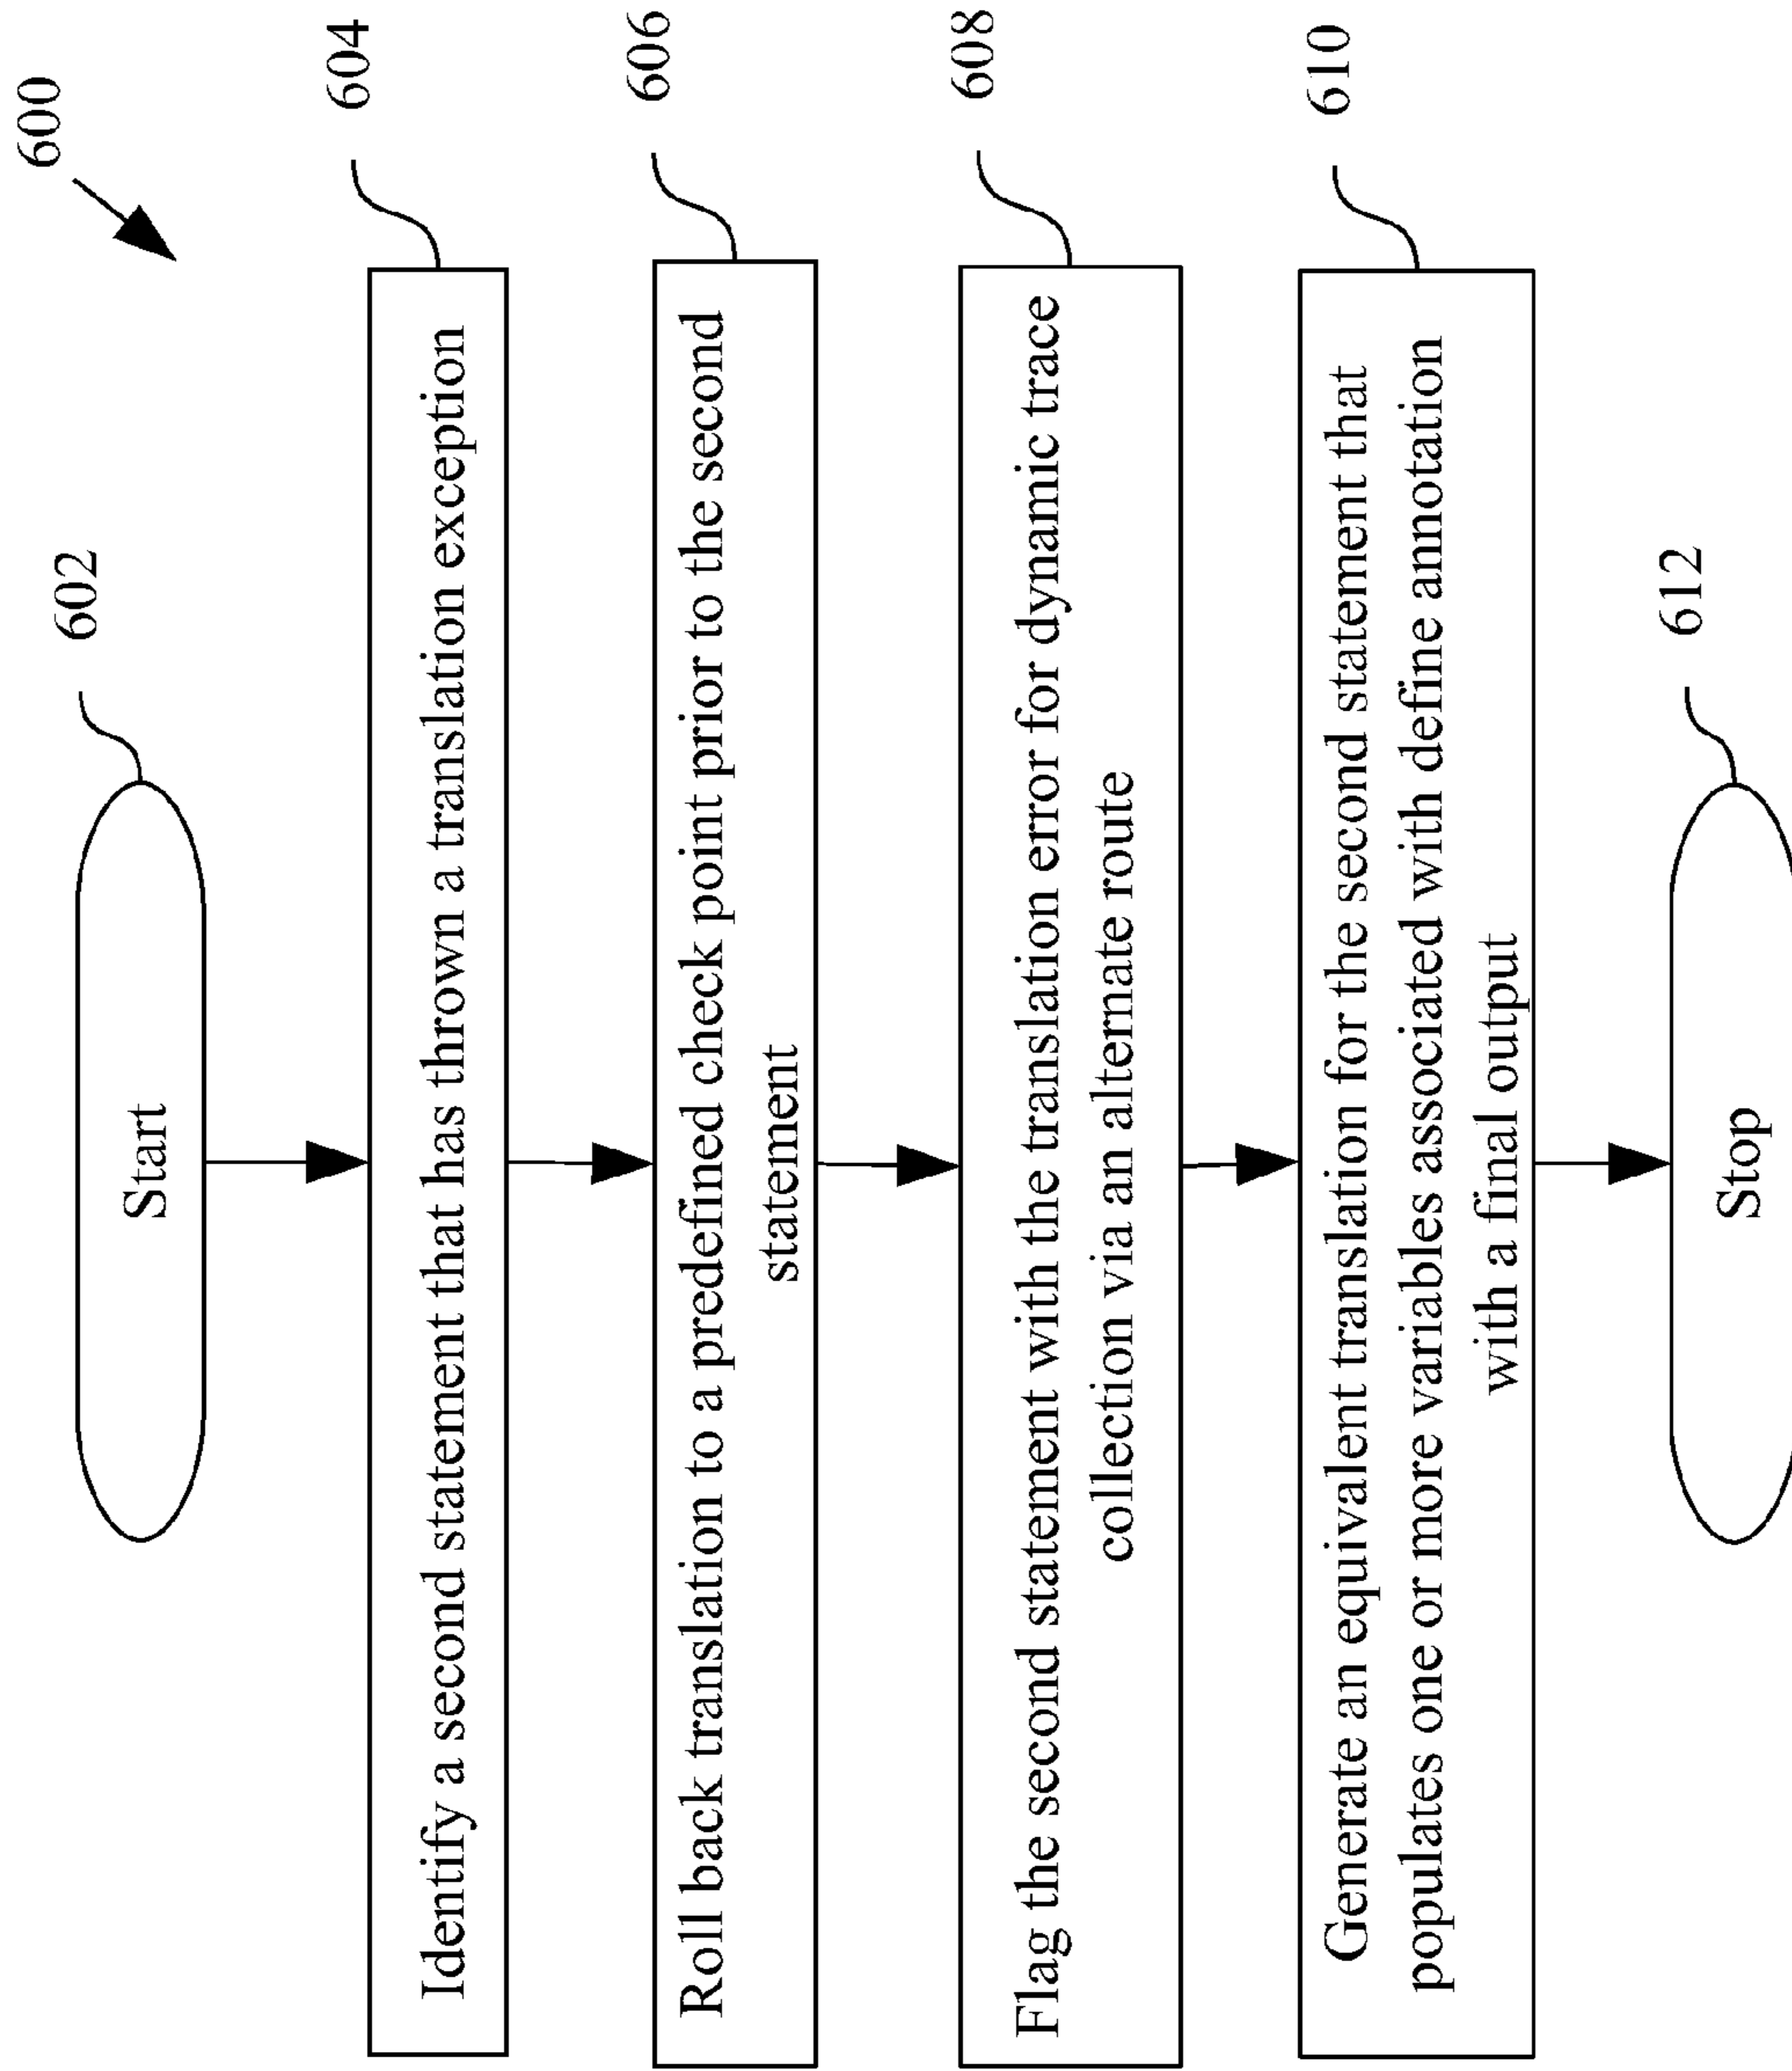 600
602
Start
604
Identify a second statement that has thrown a translation exception
606
Roll back translation to a predefined check point prior to the second
statement
608
Flag the second statement with the translation error for dynamic trace
collection via an alternate route
610
Generate an equivalent translation for the second statement that
populates one or more variables associated with define annotation
with a final output
612
Stop